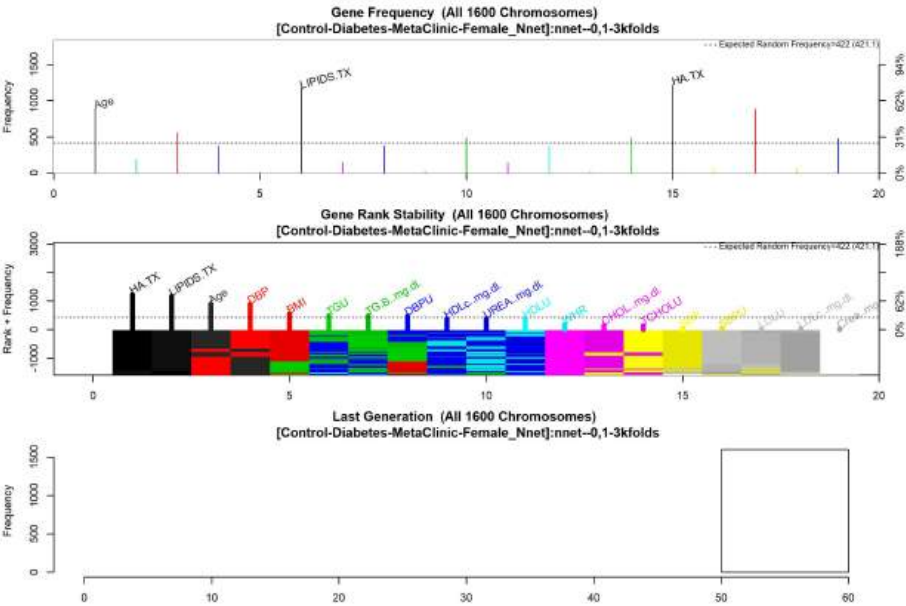 Gene Frequency (All 1600 Chromosomes)
[Control-Diabetes-MetaClinic-Female_Nnet]:nnet--0,1-3kfolds
Expected Random Frequency=422 (421.1)
Frequency
1500
1000
500
0
94%
62%
31%
0%
Age
LIPIDS.TX
HA.TX
0 5 10 15 20
Gene Rank Stability (All 1600 Chromosomes)
[Control-Diabetes-MetaClinic-Female_Nnet]:nnet--0,1-3kfolds
Expected Random Frequency=422 (421.1)
Rank + Frequency
3000
1000
0
-1000
188%
62%
0%
HA.TX
LIPIDS.TX
Age
DBP
BMI
TGU
TG.B..mg.dl.
DBPU
HDLc..mg.dl.
UREA..mg.dl.
HDLU
WHR
CHOL..mg.dl.
TCHOLU
0 5 10 15 20
Last Generation (All 1600 Chromosomes)
[Control-Diabetes-MetaClinic-Female_Nnet]:nnet--0,1-3kfolds
Frequency
1500
1000
500
0
0 10 20 30 40 50 60